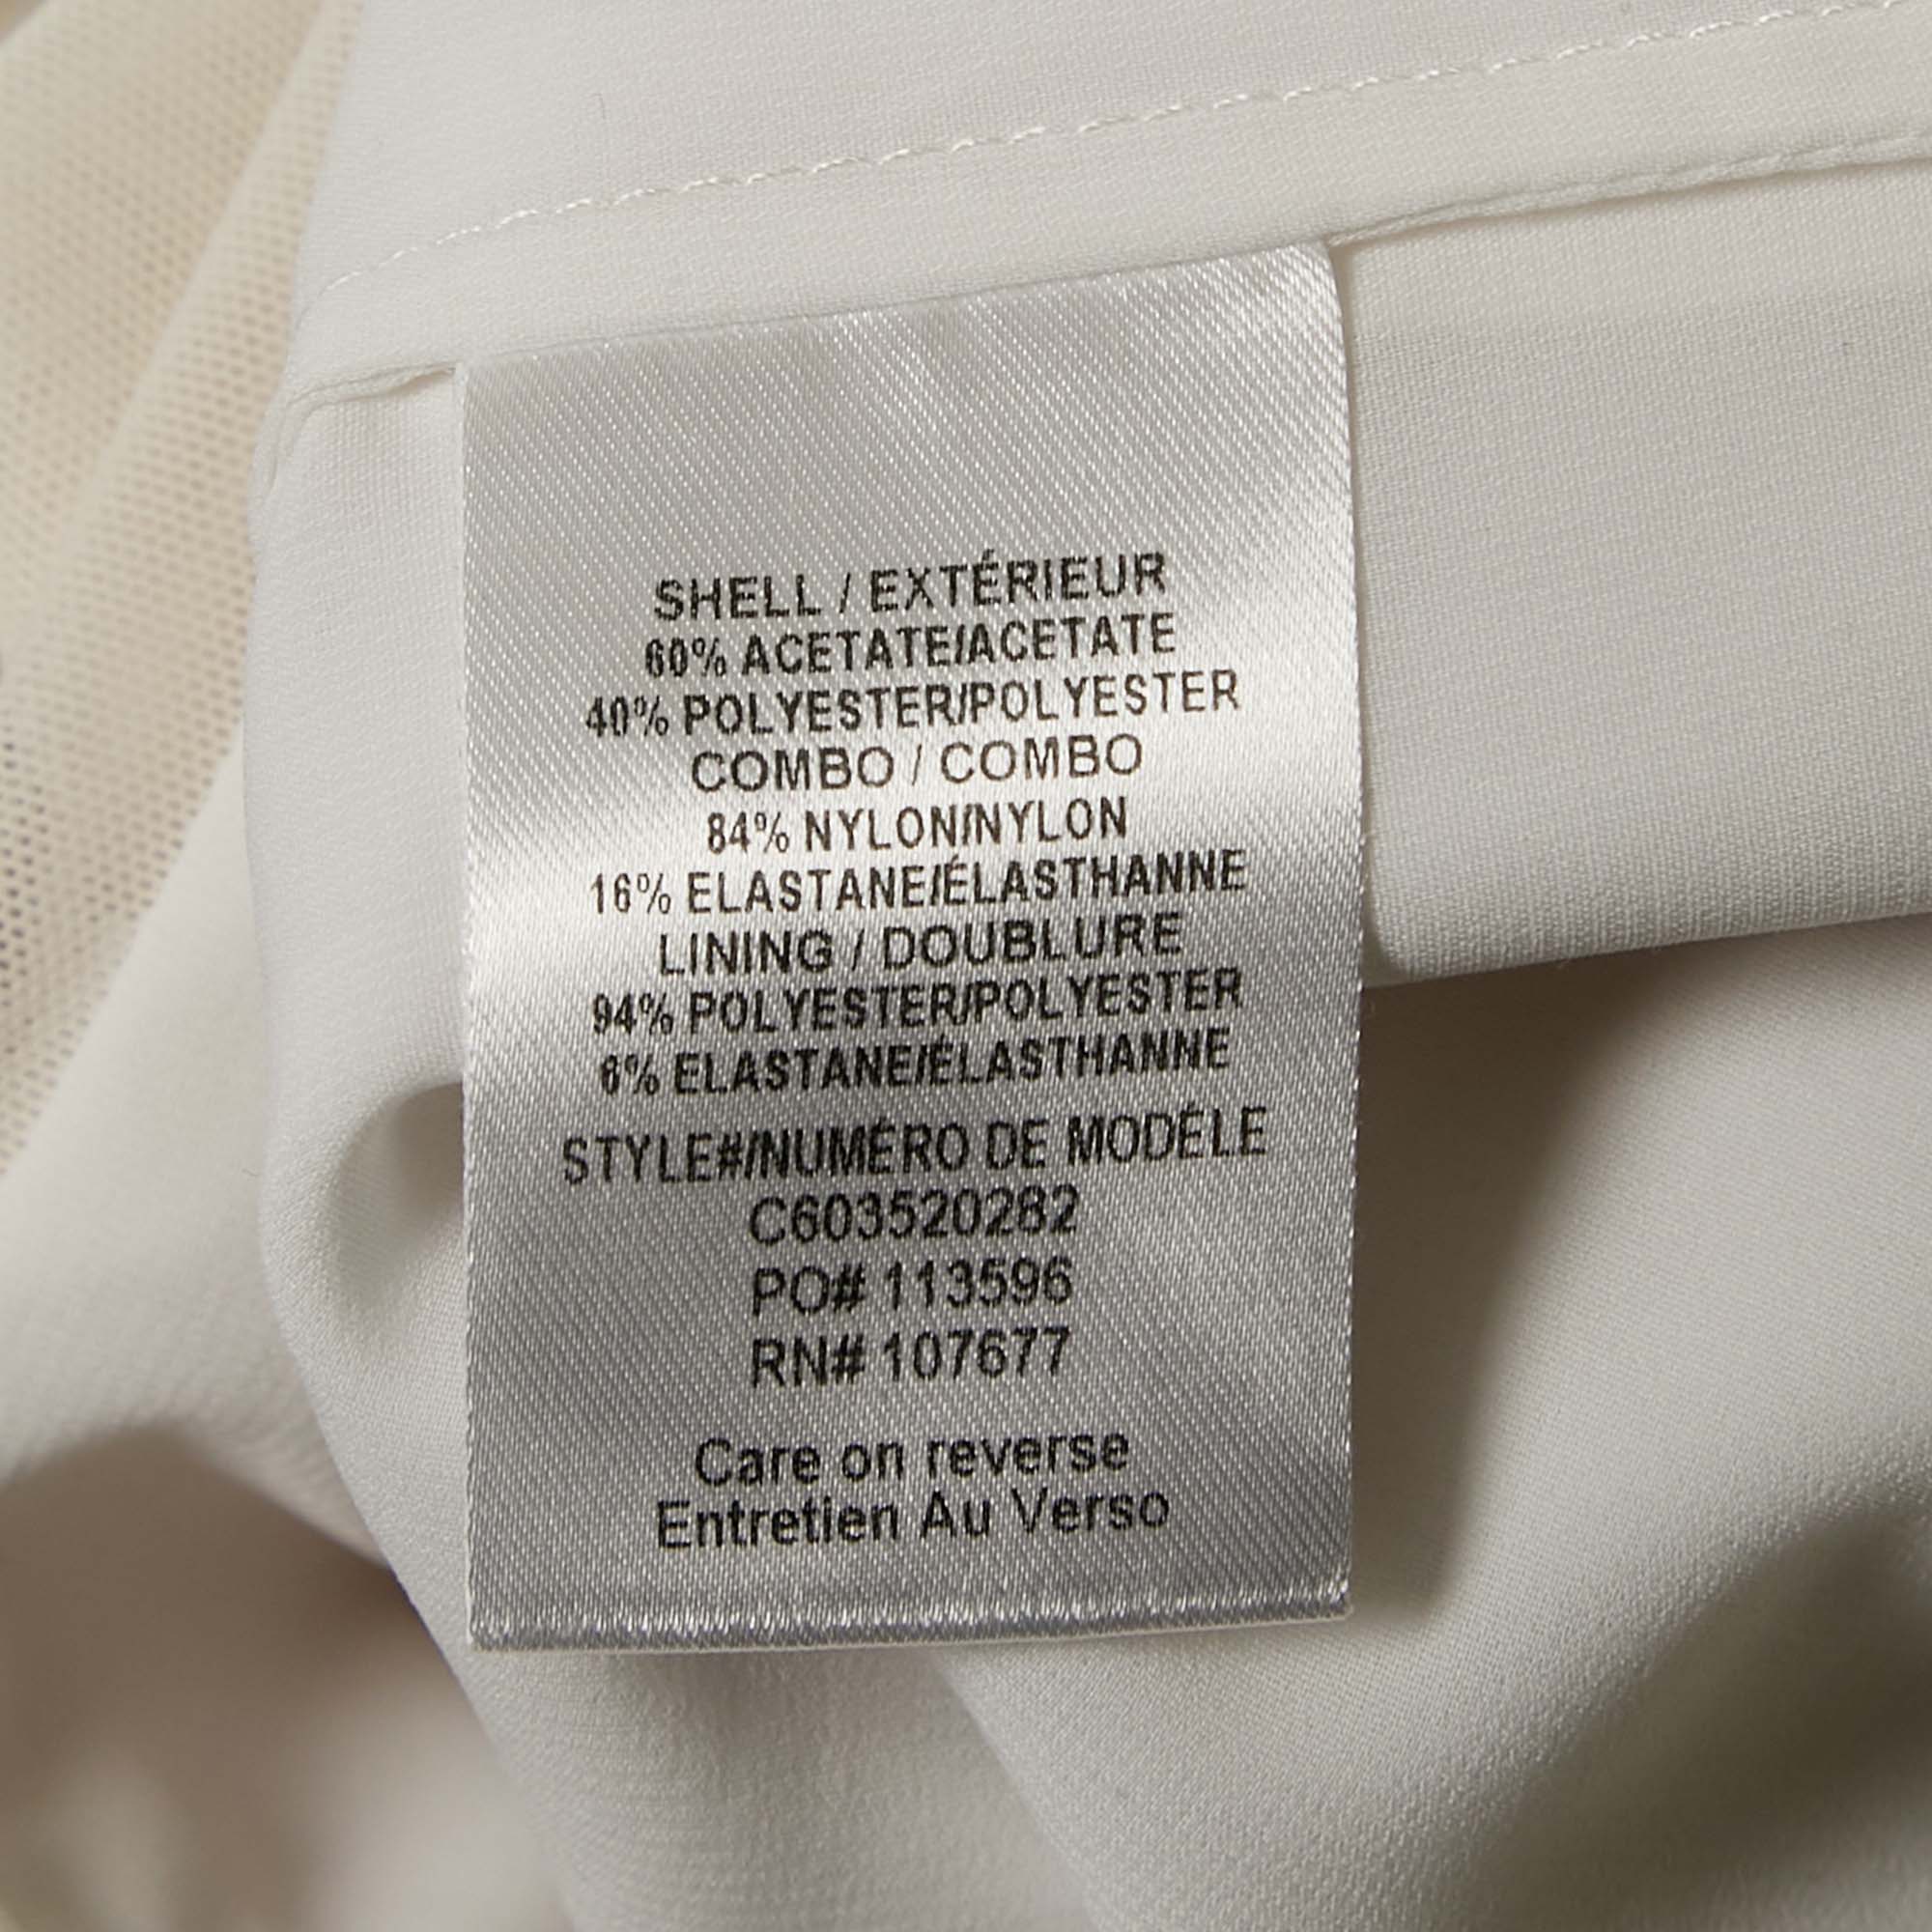 SHELL / EXTÉRIEUR
60% ACETATE/ACETATE
40% POLYESTER/POLYESTER
COMBO / COMBO
84% NYLON/NYLON
16% ELASTANE/ÉLASTHANNE
LINING / DOUBLURE
94% POLYESTER/POLYESTER
6% ELASTANE/ÉLASTHANNE
STYLE#/NUMÉRO DE MODÉLE
C603520282
PO# 113596
RN# 107677
Care on reverse
Entretien Au Verso